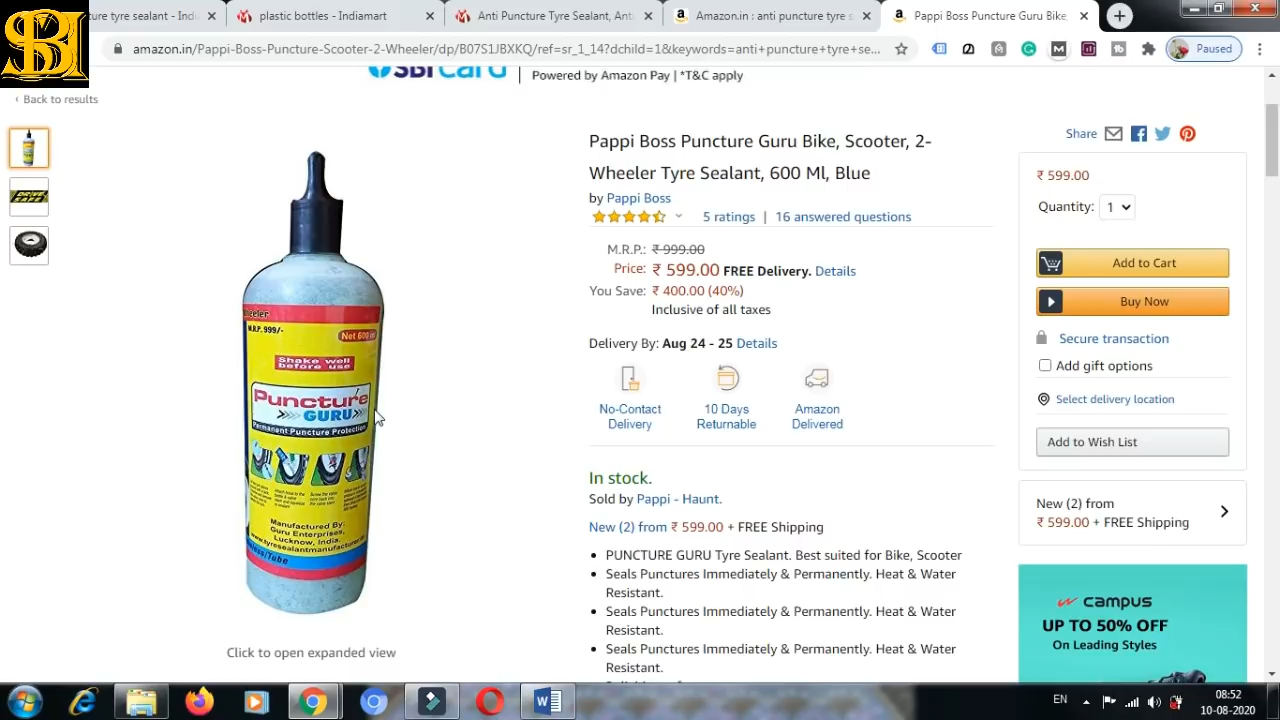 SBI
re sealant - Indi
plastic bottles - Indiamart
Anti Puncture Tyre Sealant, Ant
Amazon.in : anti puncture tyre s
Pappi Boss Puncture Guru Bike,
amazon.in/Pappi-Boss-Puncture-Scooter-2-Wheeler/dp/B07S1JBXKQ/ref=sr_1_14?dchild=1&keywords=anti+puncture+tyre+se...
Paused
SBI card
Powered by Amazon Pay | *T&C apply
‹ Back to results
DRIVE
SAFE
Share
Pappi Boss Puncture Guru Bike, Scooter, 2-
Wheeler Tyre Sealant, 600 Ml, Blue
by Pappi Boss
5 ratings | 16 answered questions
M.R.P.: ₹ 999.00
Price: ₹ 599.00 FREE Delivery. Details
You Save: ₹ 400.00 (40%)
Inclusive of all taxes
Delivery By: Aug 24 - 25 Details
No-Contact
Delivery
10 Days
Returnable
Amazon
Delivered
In stock.
Sold by Pappi - Haunt.
New (2) from ₹ 599.00 + FREE Shipping
• PUNCTURE GURU Tyre Sealant. Best suited for Bike, Scooter
• Seals Punctures Immediately & Permanently. Heat & Water
Resistant.
• Seals Punctures Immediately & Permanently. Heat & Water
Resistant.
• Seals Punctures Immediately & Permanently. Heat & Water
Resistant.
₹ 599.00
Quantity: 1
Add to Cart
Buy Now
Secure transaction
Add gift options
Select delivery location
Add to Wish List
New (2) from
₹ 599.00 + FREE Shipping
CAMPUS
UP TO 50% OFF
On Leading Styles
heeler
M.R.P. 999/-
Net 600 ml
Shake well
before use
Puncture
GURU
Permanent Puncture Protection
Manufactured By:
Guru Enterprises,
Lucknow, India.
www.tyresealantmanufacturer.
less/Tube
Click to open expanded view
EN
08:52
10-08-2020